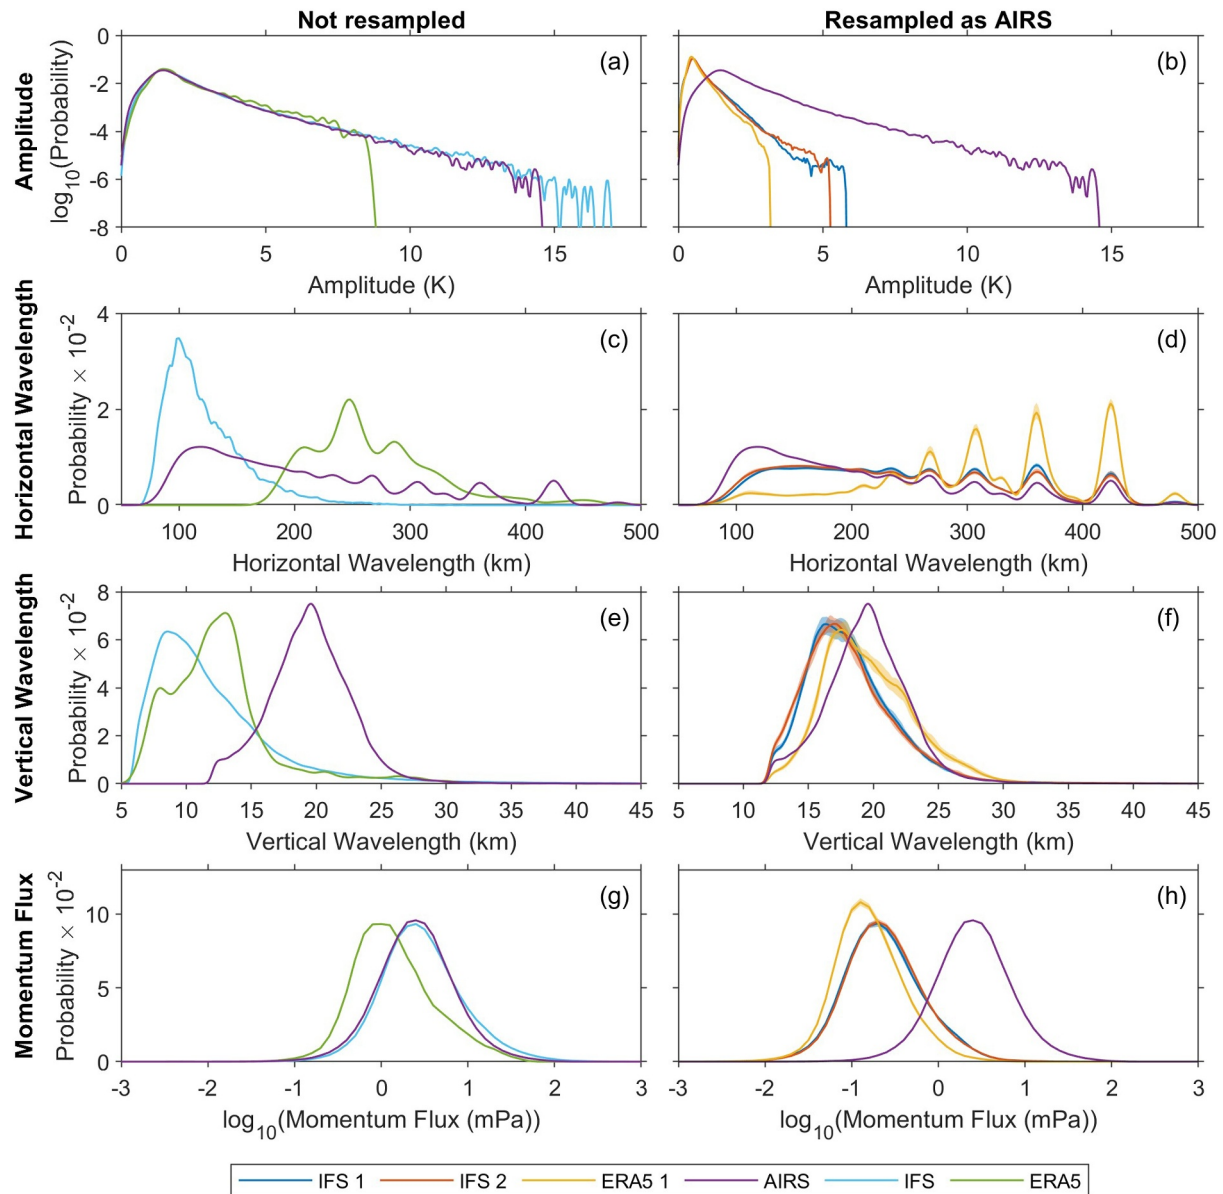 Not resampled
Resampled as AIRS
Amplitude
log10(Probability)
0
-2
-4
-6
-8
(a)
0 5 10 15
Amplitude (K)
(b)
0 5 10 15
Amplitude (K)
Horizontal Wavelength
Probability × 10-2
4
2
0
(c)
100 200 300 400 500
Horizontal Wavelength (km)
(d)
100 200 300 400 500
Horizontal Wavelength (km)
Vertical Wavelength
Probability × 10-2
8
6
4
2
0
(e)
5 10 15 20 25 30 35 40 45
Vertical Wavelength (km)
(f)
5 10 15 20 25 30 35 40 45
Vertical Wavelength (km)
Momentum Flux
Probability × 10-2
10
5
0
(g)
-3 -2 -1 0 1 2 3
log10(Momentum Flux (mPa))
(h)
-3 -2 -1 0 1 2 3
log10(Momentum Flux (mPa))
IFS 1 IFS 2 ERA5 1 AIRS IFS ERA5